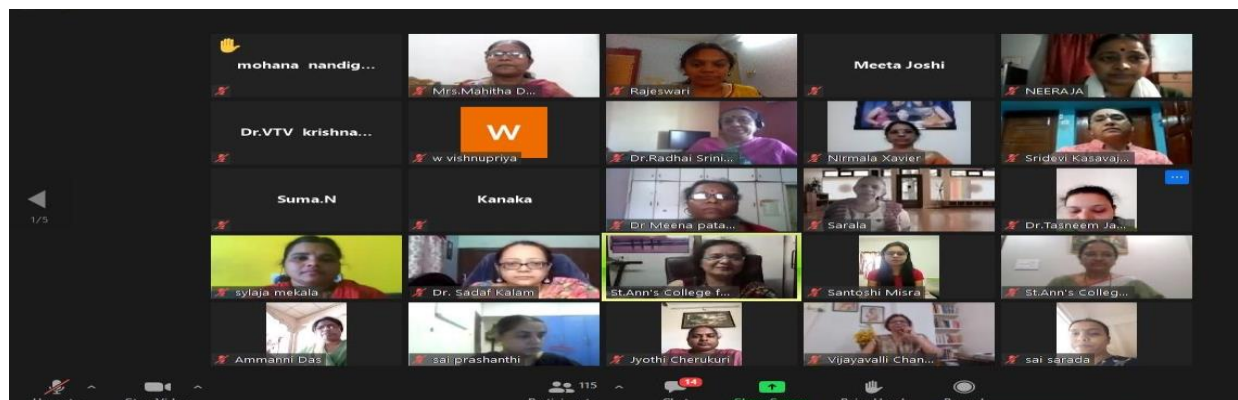 mohana nandig...
Mrs.Mahitha D...
Rajeswari
Meeta Joshi
NEERAJA
Dr.VTV krishna...
W
w vishnupriya
Dr.Radhai Srini...
Nirmala Xavier
Sridevi Kasavaj...
Suma.N
Kanaka
Dr Meena pata...
Sarala
Dr.Tasneem Ja...
1/5
sylaja mekala
Dr. Sadaf Kalam
St.Ann's College f...
Santoshi Misra
St.Ann's Colleg...
Ammanni Das
sai prashanthi
Jyothi Cherukuri
Vijayavalli Chan...
sai sarada
115
14